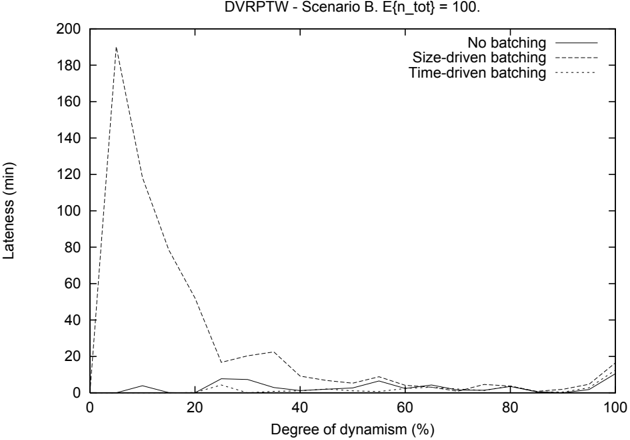 DVRPTW - Scenario B. E{n_tot} = 100.
No batching
Size-driven batching
Time-driven batching
Lateness (min)
200
180
160
140
120
100
80
60
40
20
0
0 20 40 60 80 100
Degree of dynamism (%)